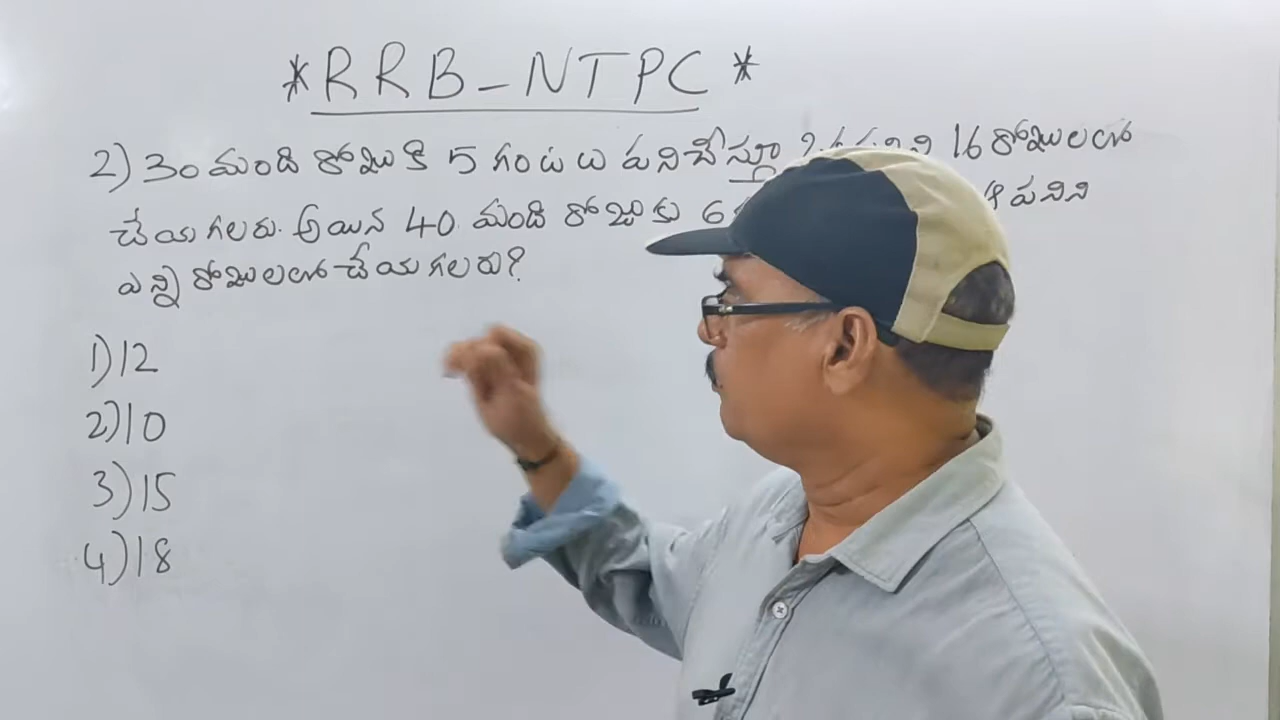 *RRB-NTPC*
2) 30 మంది రోజుకి 5 గంటలు పనిచేస్తూ 16 రోజులలో
చేయగలరు. అయిన 40 మంది రోజుకు 6 పనిని
ఎన్ని రోజులలో చేయగలరు?
1) 12
2) 10
3) 15
4) 18